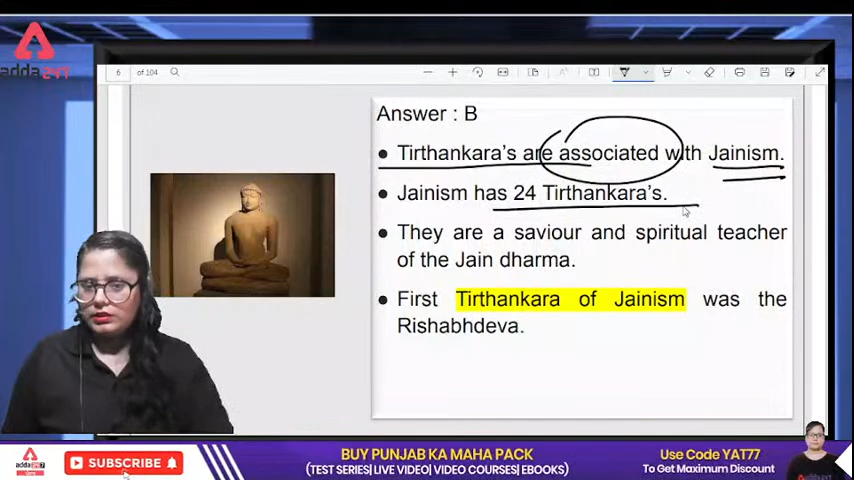 adda247
6 of 104
Answer : B
• Tirthankara's are associated with Jainism.
• Jainism has 24 Tirthankara's.
• They are a saviour and spiritual teacher
of the Jain dharma.
• First Tirthankara of Jainism was the
Rishabhdeva.
adda247
SUBSCRIBE
BUY PUNJAB KA MAHA PACK
(TEST SERIES| LIVE VIDEO| VIDEO COURSES| EBOOKS)
Use Code YAT77
To Get Maximum Discount